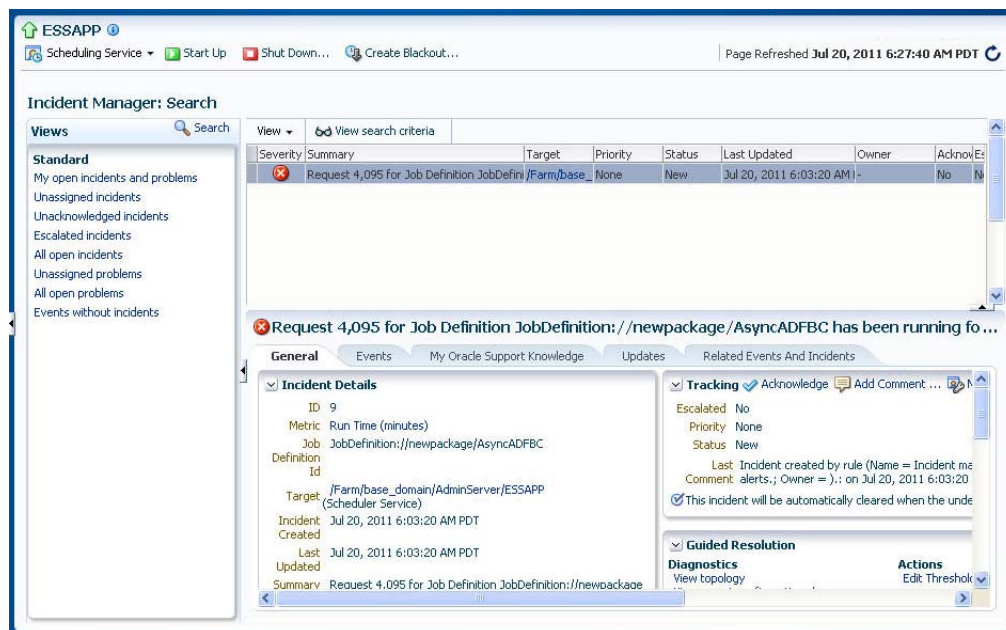 ESSAPP
Scheduling Service Start Up Shut Down... Create Blackout... Page Refreshed Jul 20, 2011 6:27:40 AM PDT
Incident Manager: Search
Views Search
Standard
My open incidents and problems
Unassigned incidents
Unacknowledged incidents
Escalated incidents
All open incidents
Unassigned problems
All open problems
Events without incidents
View View search criteria
Severity Summary Target Priority Status Last Updated Owner Acknov Es
Request 4,095 for Job Definition JobDefini /Farm/base_ None New Jul 20, 2011 6:03:20 AM - No N
Request 4,095 for Job Definition JobDefinition://newpackage/AsyncADFBC has been running fo ...
General Events My Oracle Support Knowledge Updates Related Events And Incidents
Incident Details
ID 9
Metric Run Time (minutes)
Job Definition Id JobDefinition://newpackage/AsyncADFBC
Target /Farm/base_domain/AdminServer/ESSAPP
(Scheduler Service)
Incident Created Jul 20, 2011 6:03:20 AM PDT
Last Updated Jul 20, 2011 6:03:20 AM PDT
Summary Request 4,095 for Job Definition JobDefinition://newpackage
Tracking Acknowledge Add Comment ...
Escalated No
Priority None
Status New
Last Comment Incident created by rule (Name = Incident ma
alerts.; Owner = ).: on Jul 20, 2011 6:03:20
This incident will be automatically cleared when the unde
Guided Resolution
Diagnostics Actions
View topology Edit Threshol